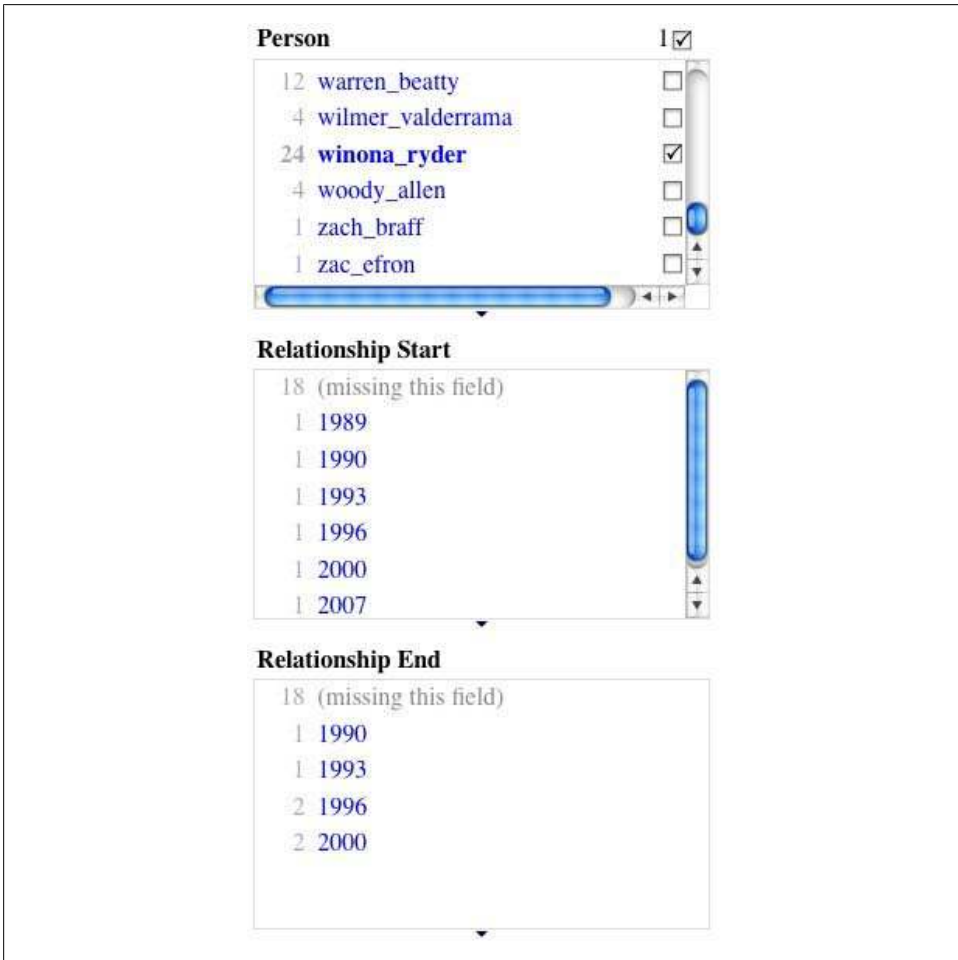 Person 1
12 warren_beatty
4 wilmer_valderrama
24 winona_ryder
4 woody_allen
1 zach_braff
1 zac_efron
Relationship Start
18 (missing this field)
1 1989
1 1990
1 1993
1 1996
1 2000
1 2007
Relationship End
18 (missing this field)
1 1990
1 1993
2 1996
2 2000